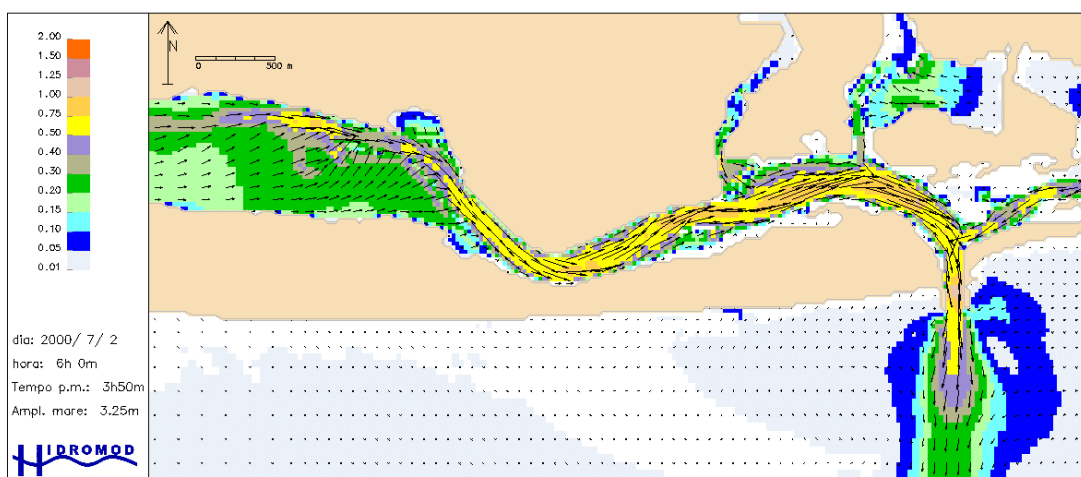 2.00
1.50
1.25
1.00
0.75
0.50
0.40
0.30
0.20
0.15
0.10
0.05
0.01
N
0
500 m
dia: 2000/ 7/ 2
hora: 6h 0m
Tempo p.m.: 3h50m
Ampl. mare: 3.25m
HIDROMOD